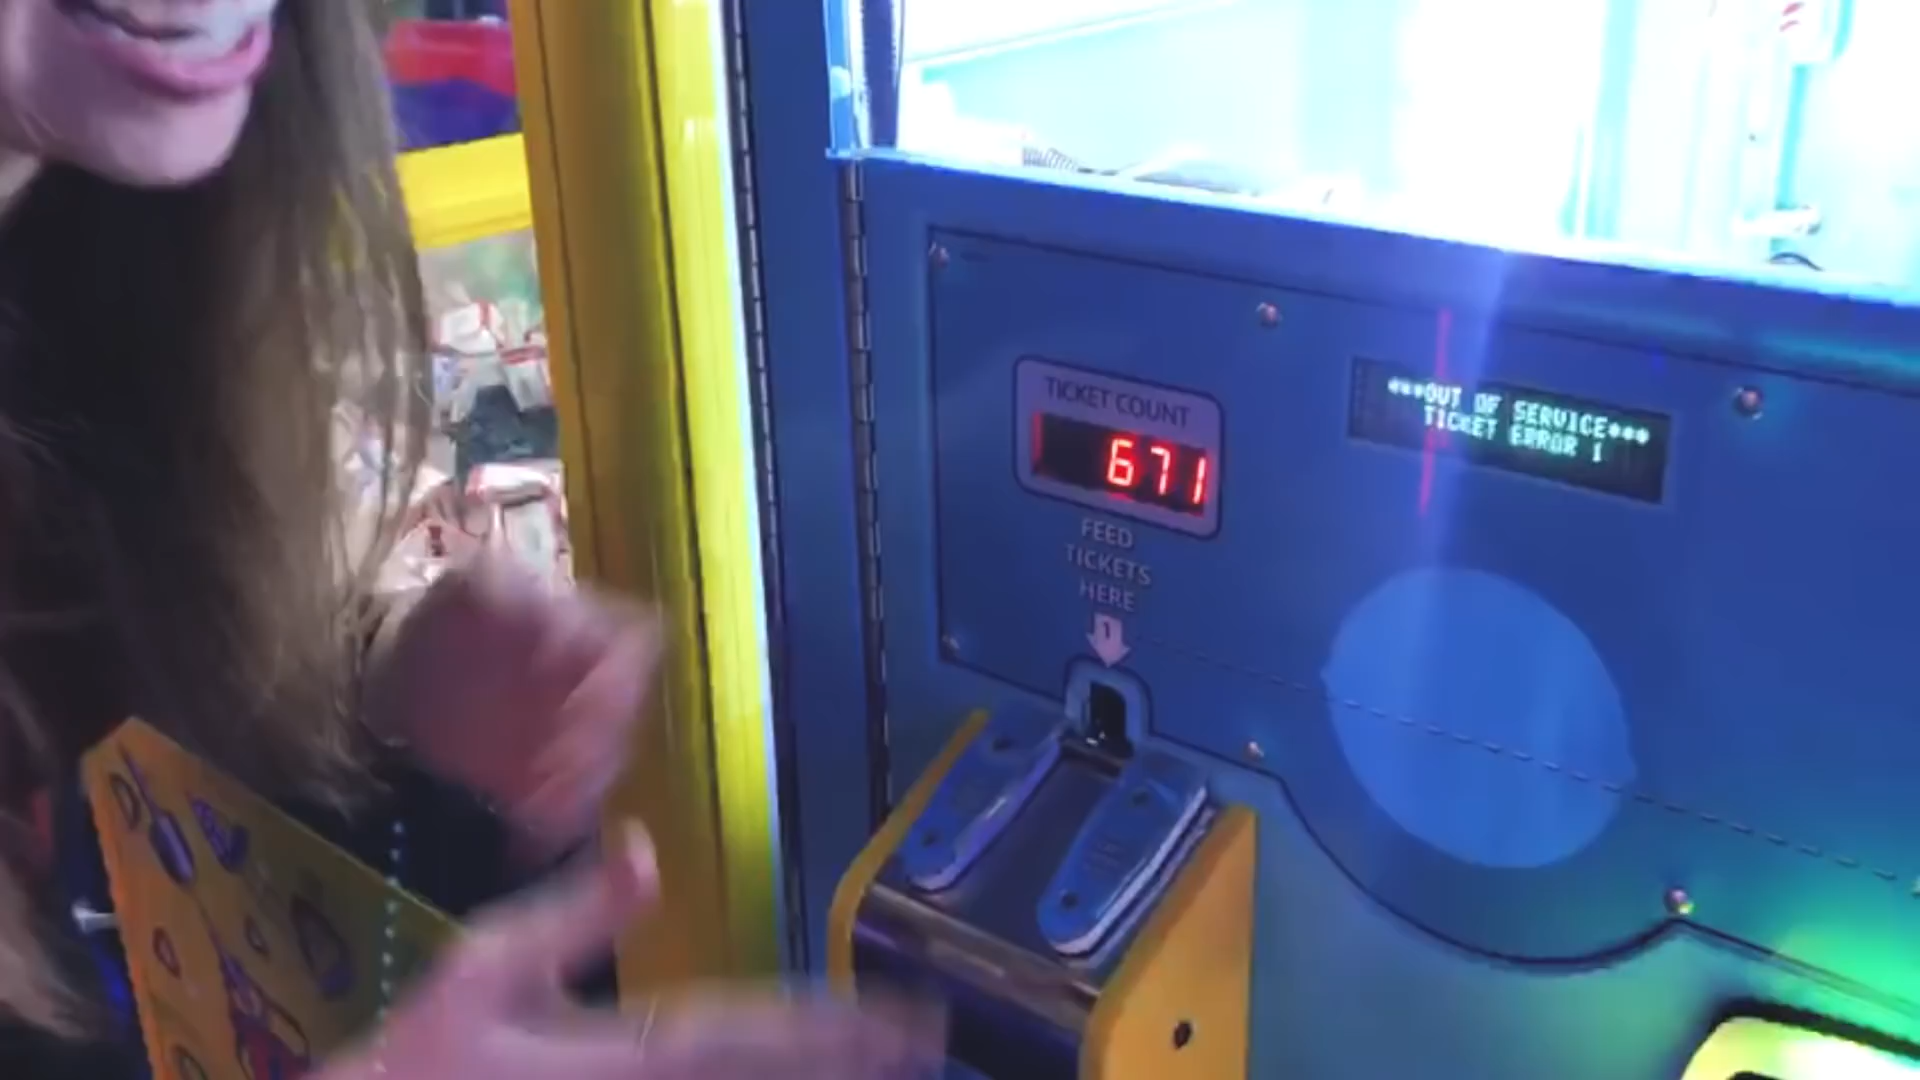 TICKET COUNT
671
***OUT OF SERVICE***
TICKET ERROR 1
FEED
TICKETS
HERE
1